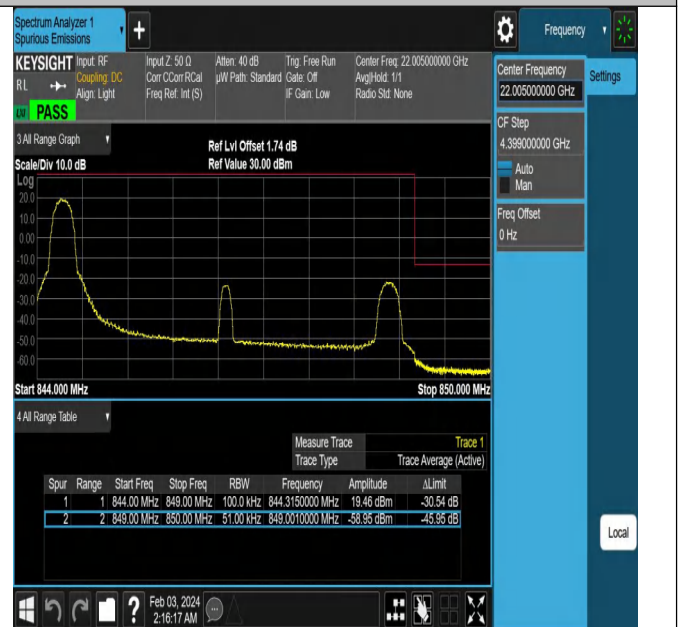 Spectrum Analyzer 1
Spurious Emissions
+
Frequency
KEYSIGHT Input: RF Input Z: 50 Ω Atten: 40 dB Trig: Free Run Center Freq: 22.005000000 GHz
RL Coupling: DC Corr CCorr RCal µW Path: Standard Gate: Off Avg|Hold: 1/1
Align: Light Freq Ref: Int (S) IF Gain: Low Radio Std: None
PASS
Center Frequency
22.005000000 GHz
Settings
CF Step
4.399000000 GHz
Auto
Man
Freq Offset
0 Hz
3 All Range Graph
Ref Lvl Offset 1.74 dB
Scale/Div 10.0 dB Ref Value 30.00 dBm
Log
20.0
10.0
0.00
-10.0
-20.0
-30.0
-40.0
-50.0
-60.0
Start 844.000 MHz Stop 850.000 MHz
4 All Range Table
Measure Trace Trace 1
Trace Type Trace Average (Active)
Spur Range Start Freq Stop Freq RBW Frequency Amplitude ΔLimit
1 1 844.00 MHz 849.00 MHz 100.0 kHz 844.3150000 MHz 19.46 dBm -30.54 dB
2 2 849.00 MHz 850.00 MHz 51.00 kHz 849.0010000 MHz -58.95 dBm -45.95 dB
Local
? Feb 03, 2024
2:16:17 AM